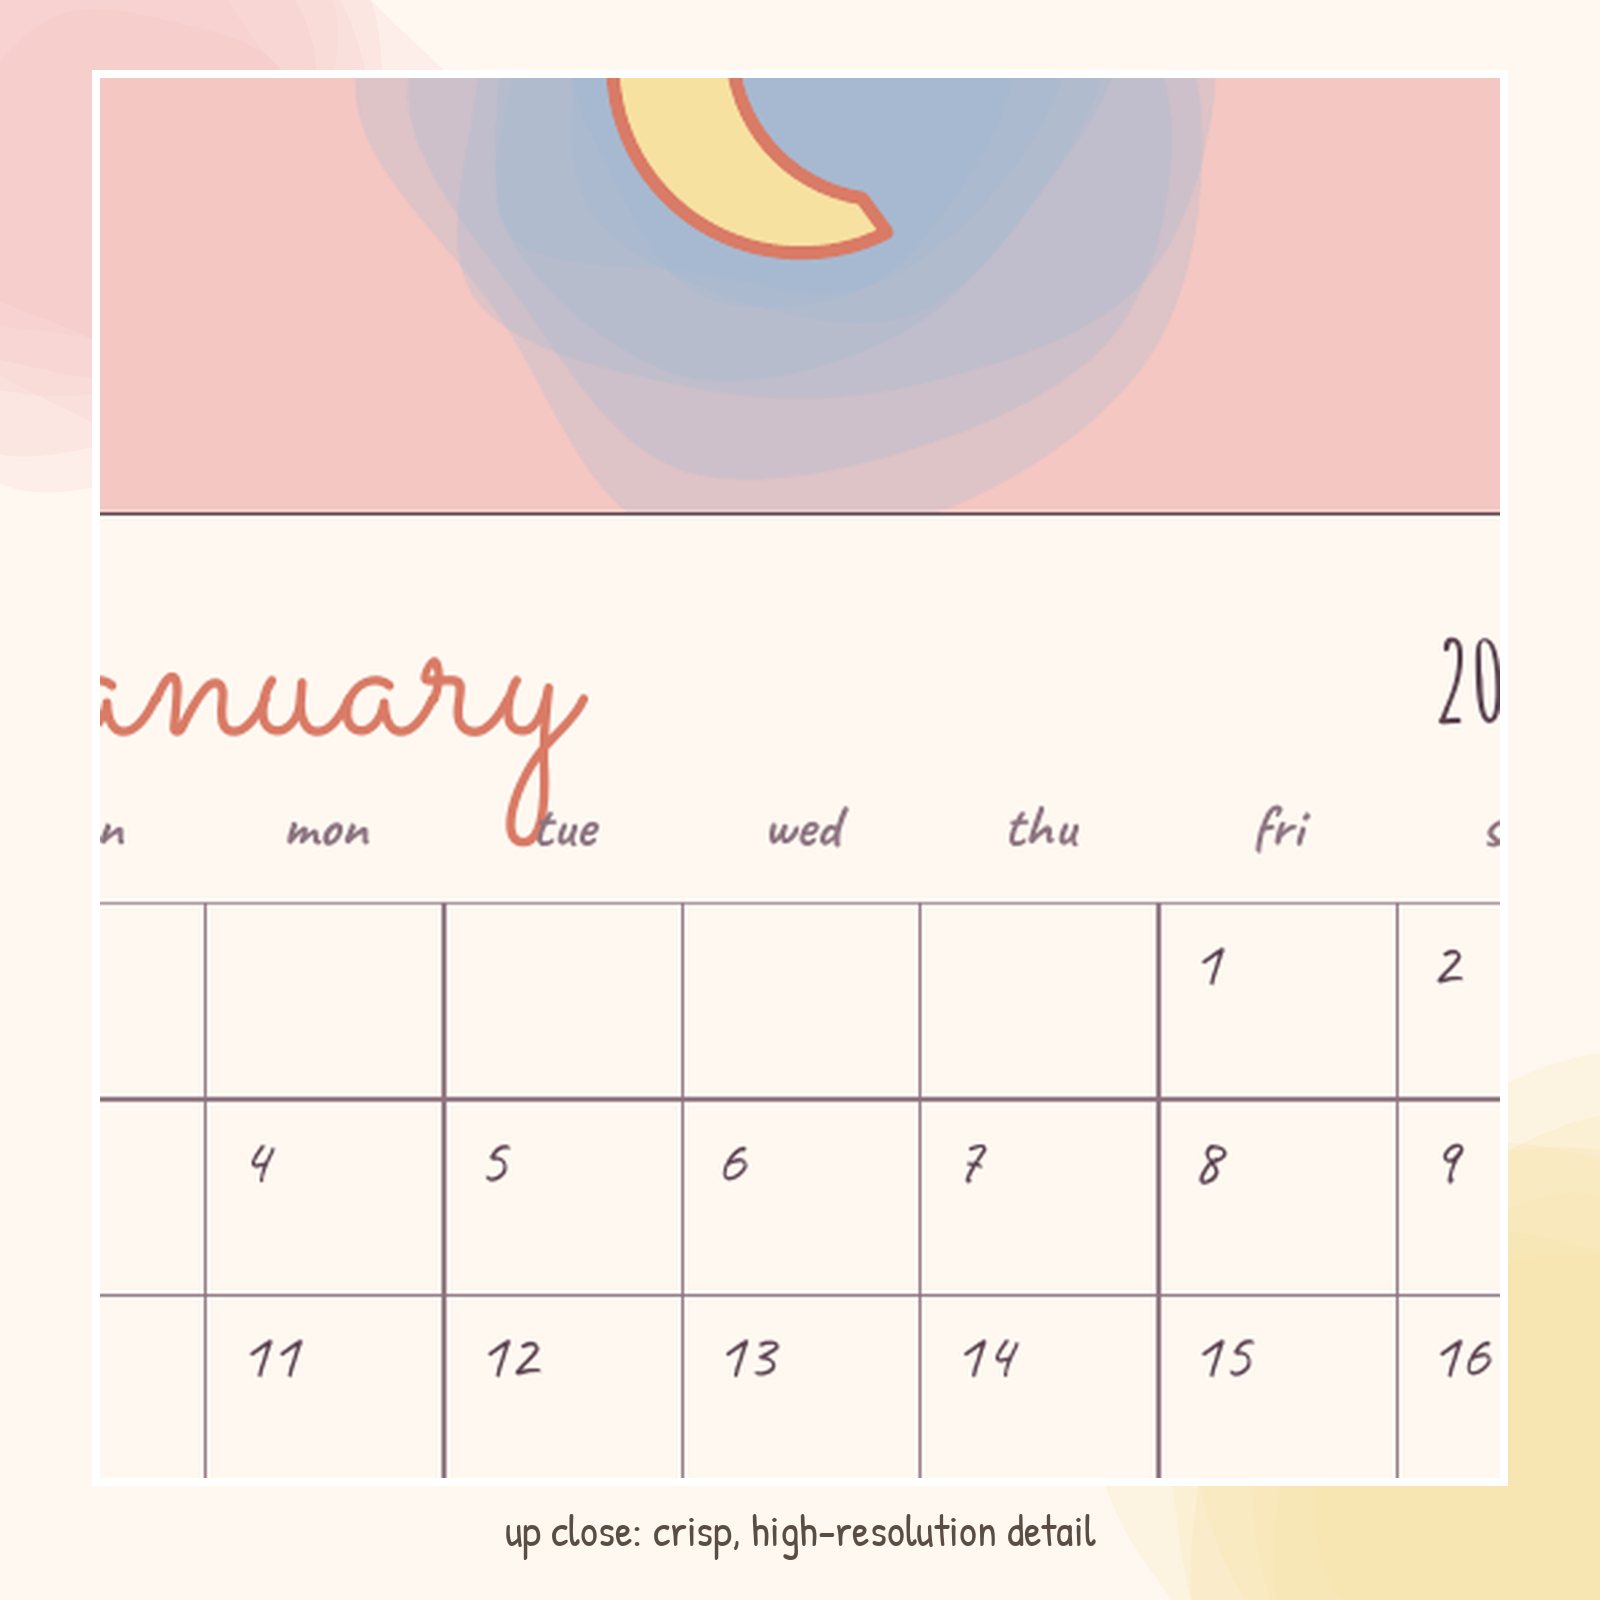 anuary
20
n mon tue wed thu fri s
1 2
4 5 6 7 8 9
11 12 13 14 15 16
up close: crisp, high-resolution detail